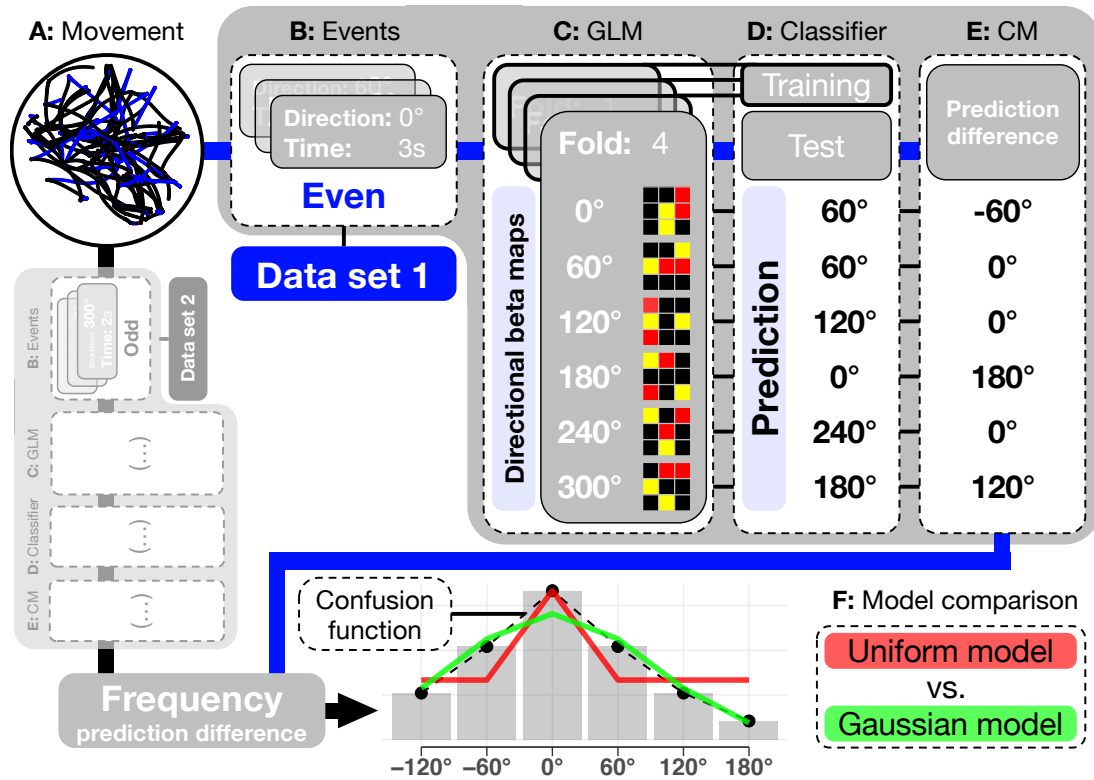 A: Movement
B: Events
C: GLM
D: Classifier
E: CM
Direction: 60°
Direction: 0°
Time: 3s
Even
Data set 1
Fold: 4
Directional beta maps
0°
60°
120°
180°
240°
300°
Training
Test
Prediction
60°
60°
120°
0°
240°
180°
Prediction
difference
-60°
0°
0°
180°
0°
120°
B: Events
Direction: 300°
Time: 2s
Odd
Data set 2
C: GLM
(...)
D: Classifier
(...)
E: CM
(...)
Frequency
prediction difference
Confusion
function
−120°
−60°
0°
60°
120°
180°
F: Model comparison
Uniform model
vs.
Gaussian model